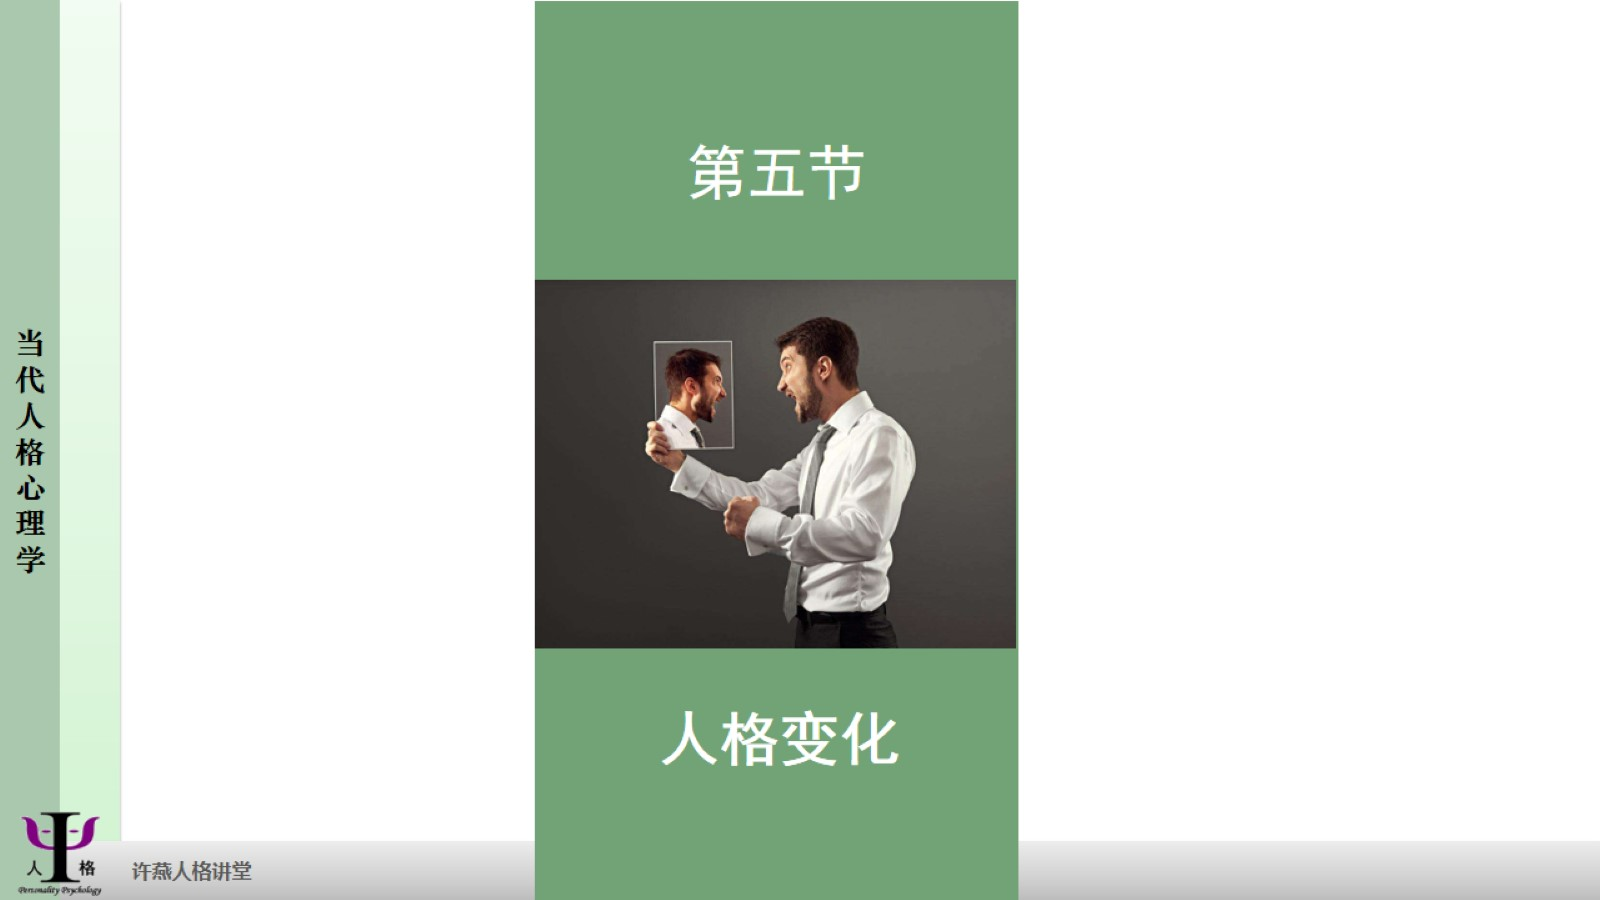 第五节
人格变化
当代人格心理学
人格
Personality Psychology
许燕人格讲堂